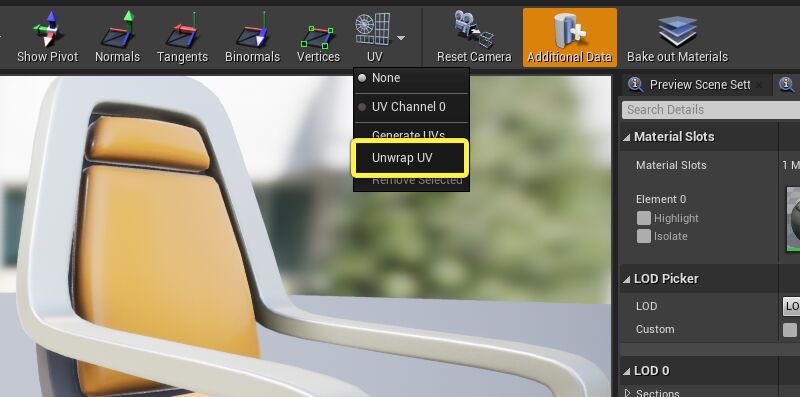 Show Pivot
Normals
Tangents
Binormals
Vertices
UV
Reset Camera
Additional Data
Bake out Materials
None
UV Channel 0
Generate UVs
Unwrap UV
Remove Selected
Preview Scene Sett
Search Details
Material Slots
Material Slots
1 M
Element 0
Highlight
Isolate
LOD Picker
LOD
LO
Custom
LOD 0
Sections